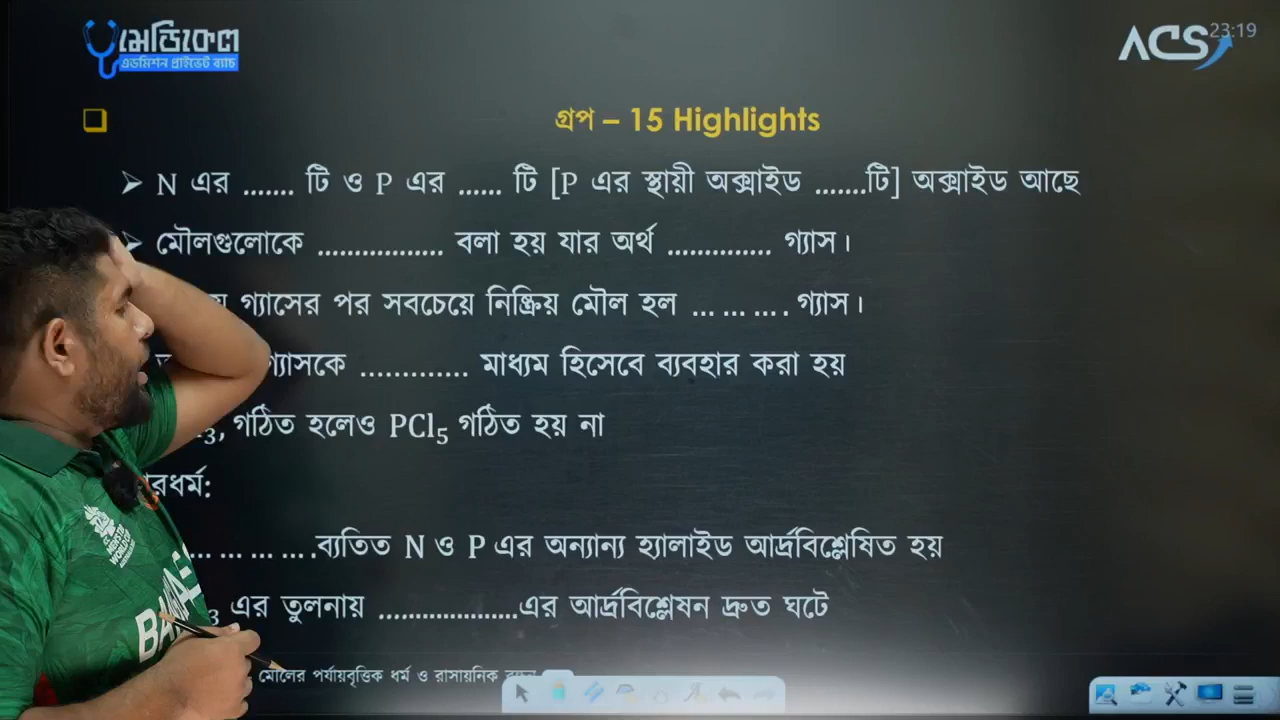 মেডিকেল
এডমিশন প্রাইভেট ব্যাচ
ACS
23:19
গ্রুপ – 15 Highlights
➢ N এর ....... টি ও P এর ...... টি [P এর স্থায়ী অক্সাইড .......টি] অক্সাইড আছে
মৌলগুলোকে ................. বলা হয় যার অর্থ .............. গ্যাস।
গ্যাসের পর সবচেয়ে নিষ্ক্রিয় মৌল হল ... ... ... . গ্যাস।
গ্যাসকে ............. মাধ্যম হিসেবে ব্যবহার করা হয়
3, গঠিত হলেও PCl5 গঠিত হয় না
... ... ... .ব্যতিত N ও P এর অন্যান্য হ্যালাইড আর্দ্রবিশ্লেষিত হয়
3 এর তুলনায় ...................এর আর্দ্রবিশ্লেষন দ্রুত ঘটে
মৌলের পর্যায়বৃত্তিক ধর্ম ও রাসায়নিক